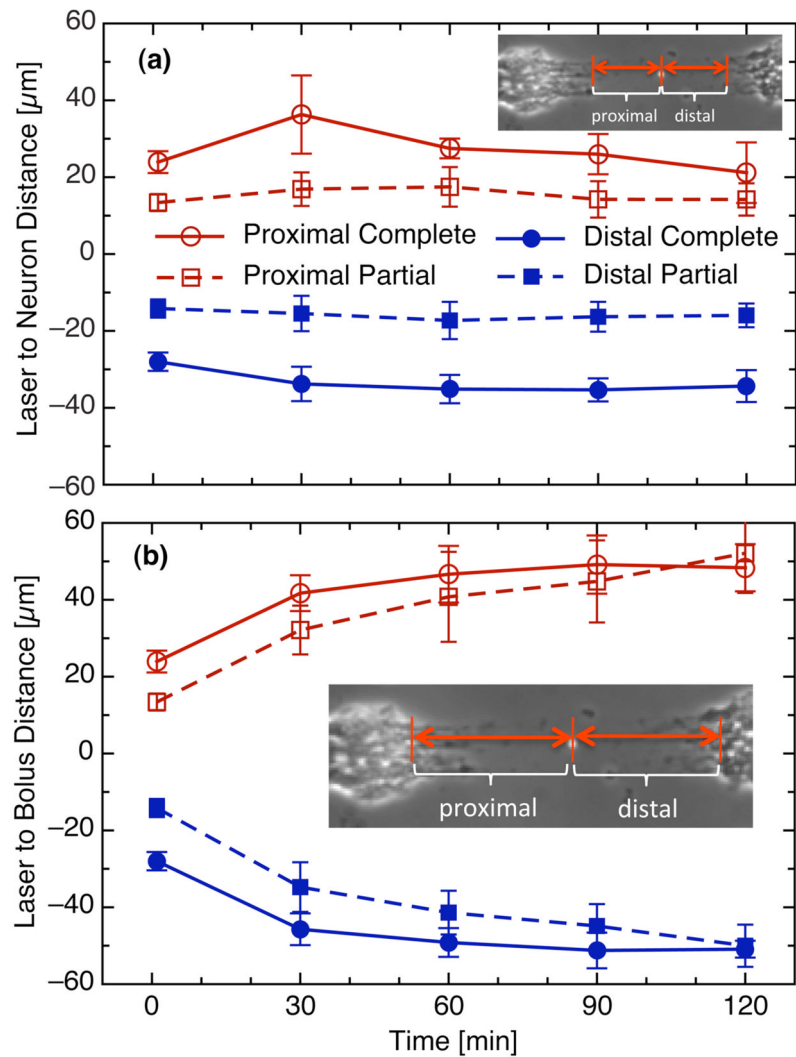 60
40
20
0
−20
−40
−60
Laser to Neuron Distance [µm]
(a)
proximal distal
Proximal Complete Distal Complete
Proximal Partial Distal Partial
60
40
20
0
−20
−40
−60
Laser to Bolus Distance [µm]
(b)
proximal distal
0 30 60 90 120
Time [min]